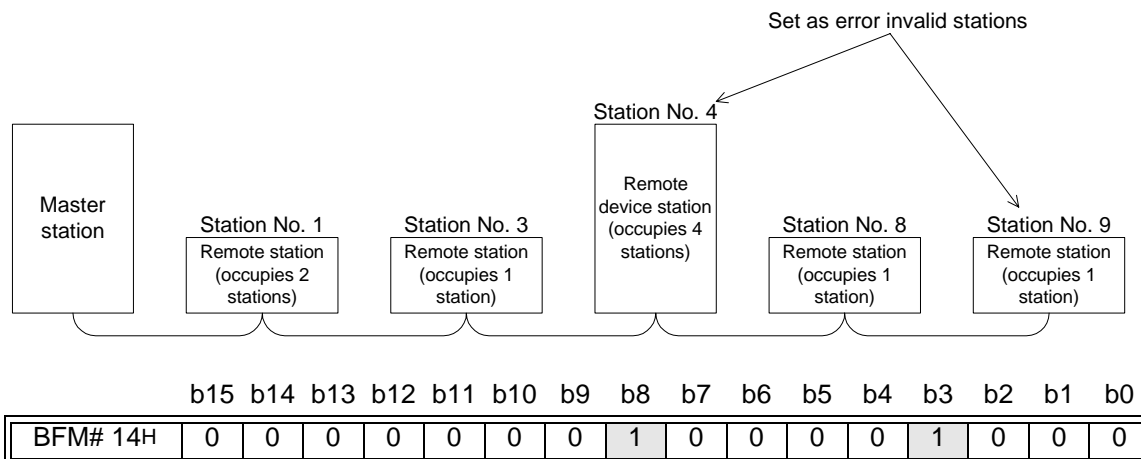 Set as error invalid stations
Station No. 4
Master
station
Station No. 1
Remote station
(occupies 2
stations)
Station No. 3
Remote station
(occupies 1
station)
Remote
device station
(occupies 4
stations)
Station No. 8
Remote station
(occupies 1
station)
Station No. 9
Remote station
(occupies 1
station)
b15 b14 b13 b12 b11 b10 b9 b8 b7 b6 b5 b4 b3 b2 b1 b0
BFM# 14H 0 0 0 0 0 0 0 1 0 0 0 0 1 0 0 0